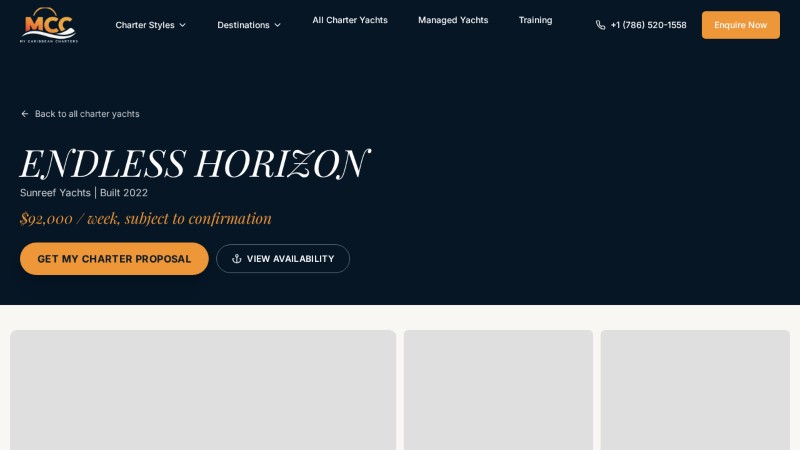 MCC
MY CARIBBEAN CHARTERS
Charter Styles
Destinations
All Charter Yachts
Managed Yachts
Training
+1 (786) 520-1558
Enquire Now
Back to all charter yachts
ENDLESS HORIZON
Sunreef Yachts | Built 2022
$92,000 / week, subject to confirmation
GET MY CHARTER PROPOSAL
VIEW AVAILABILITY